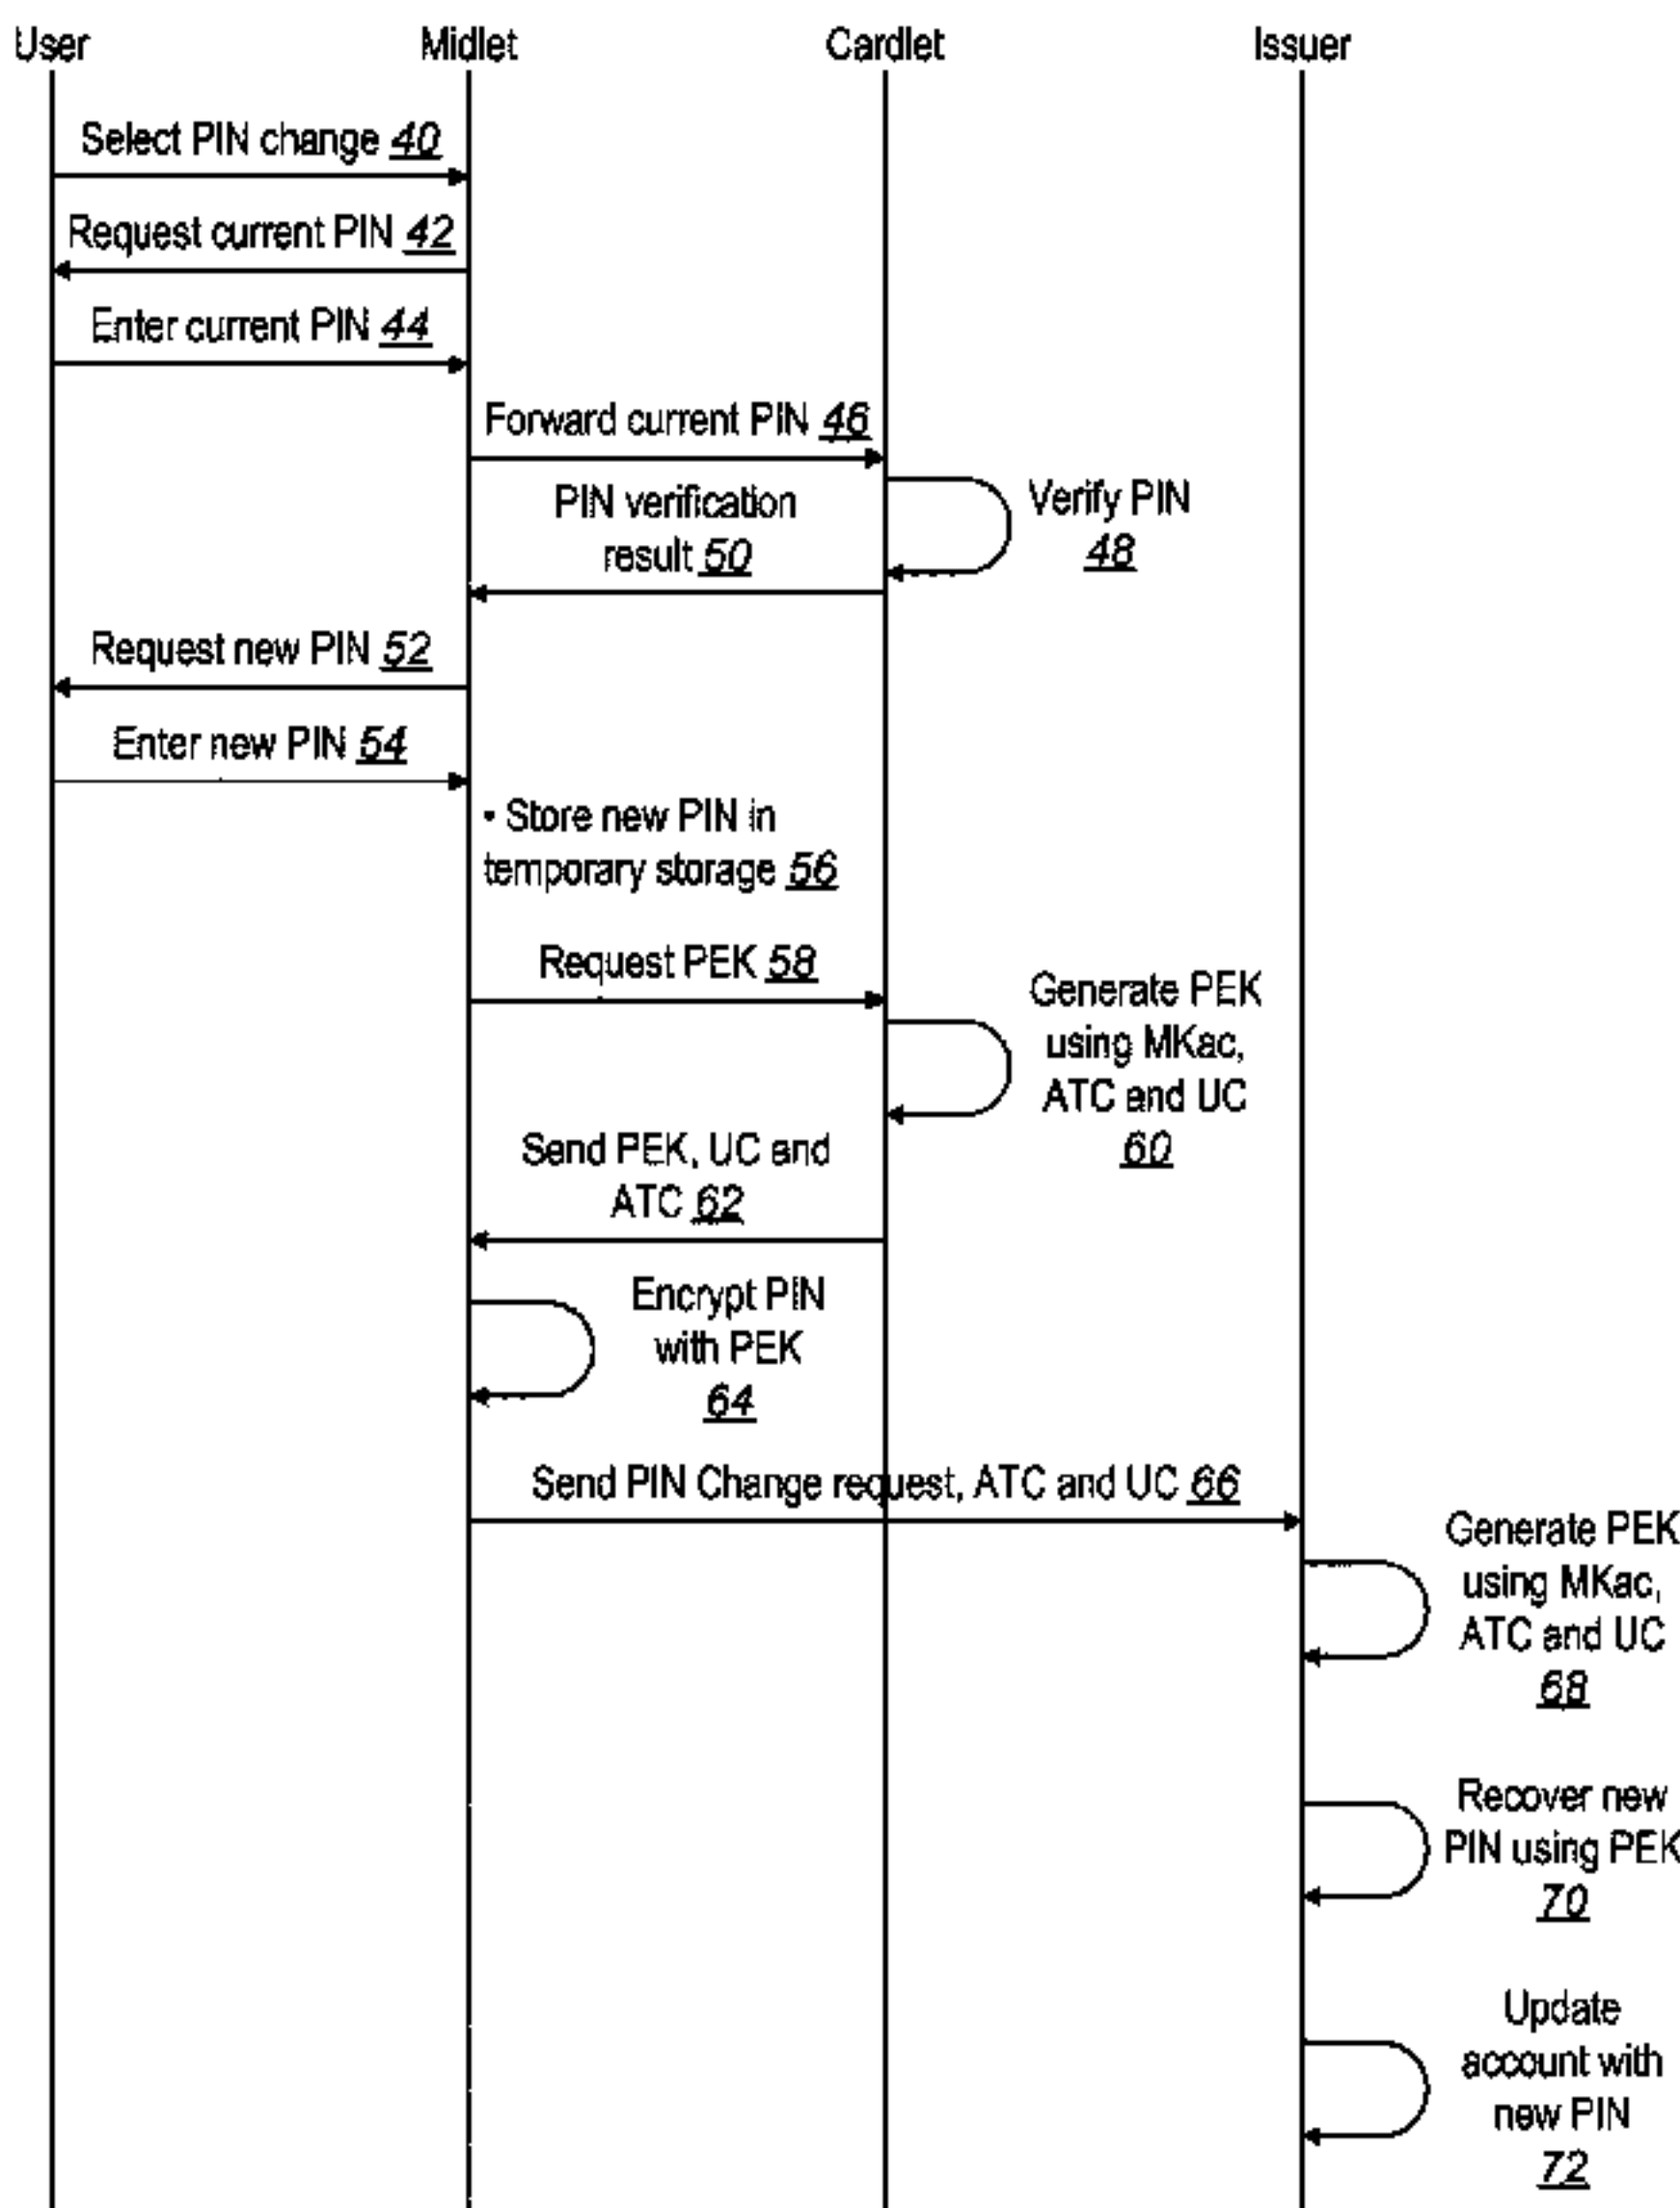 User Midlet Cardlet Issuer
Select PIN change 40
Request current PIN 42
Enter current PIN 44
Forward current PIN 46
Verify PIN
48
PIN verification
result 50
Request new PIN 52
Enter new PIN 54
• Store new PIN in
temporary storage 56
Request PEK 58
Generate PEK
using MKac,
ATC and UC
60
Send PEK, UC and
ATC 62
Encrypt PIN
with PEK
64
Send PIN Change request, ATC and UC 66
Generate PEK
using MKac,
ATC and UC
68
Recover new
PIN using PEK
70
Update
account with
new PIN
72